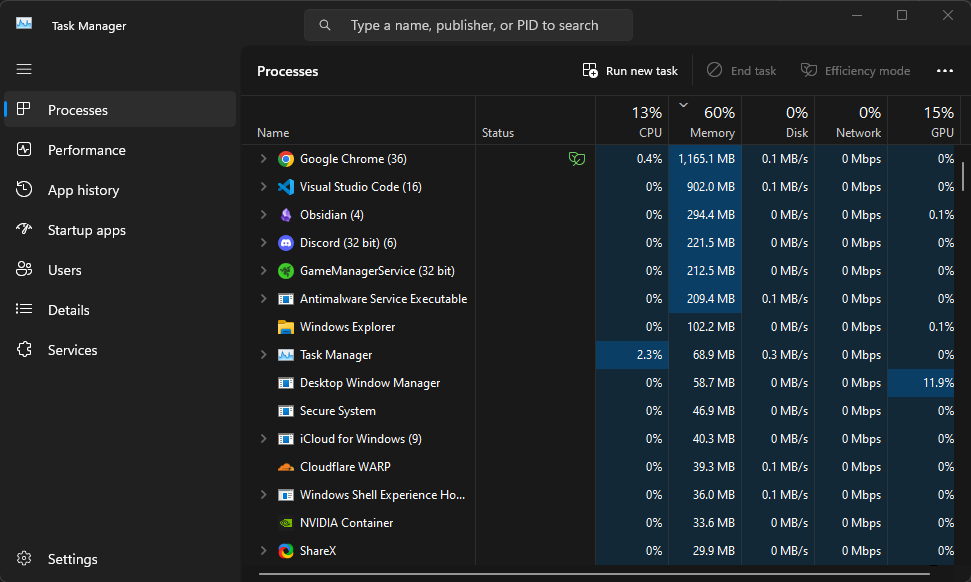 Task Manager
Type a name, publisher, or PID to search
Processes
Run new task
End task
Efficiency mode
Processes
Performance
App history
Startup apps
Users
Details
Services
Settings
13% 60% 0% 0% 15%
Name Status CPU Memory Disk Network GPU
Google Chrome (36) 0.4% 1,165.1 MB 0.1 MB/s 0 Mbps 0%
Visual Studio Code (16) 0% 902.0 MB 0.1 MB/s 0 Mbps 0%
Obsidian (4) 0% 294.4 MB 0 MB/s 0 Mbps 0.1%
Discord (32 bit) (6) 0% 221.5 MB 0 MB/s 0 Mbps 0%
GameManagerService (32 bit) 0% 212.5 MB 0 MB/s 0 Mbps 0%
Antimalware Service Executable 0% 209.4 MB 0.1 MB/s 0 Mbps 0%
Windows Explorer 0% 102.2 MB 0 MB/s 0 Mbps 0.1%
Task Manager 2.3% 68.9 MB 0.3 MB/s 0 Mbps 0%
Desktop Window Manager 0% 58.7 MB 0 MB/s 0 Mbps 11.9%
Secure System 0% 46.9 MB 0 MB/s 0 Mbps 0%
iCloud for Windows (9) 0% 40.3 MB 0 MB/s 0 Mbps 0%
Cloudflare WARP 0% 39.3 MB 0.1 MB/s 0 Mbps 0%
Windows Shell Experience Ho... 0% 36.0 MB 0.1 MB/s 0 Mbps 0%
NVIDIA Container 0% 33.6 MB 0 MB/s 0 Mbps 0%
ShareX 0% 29.9 MB 0 MB/s 0 Mbps 0%